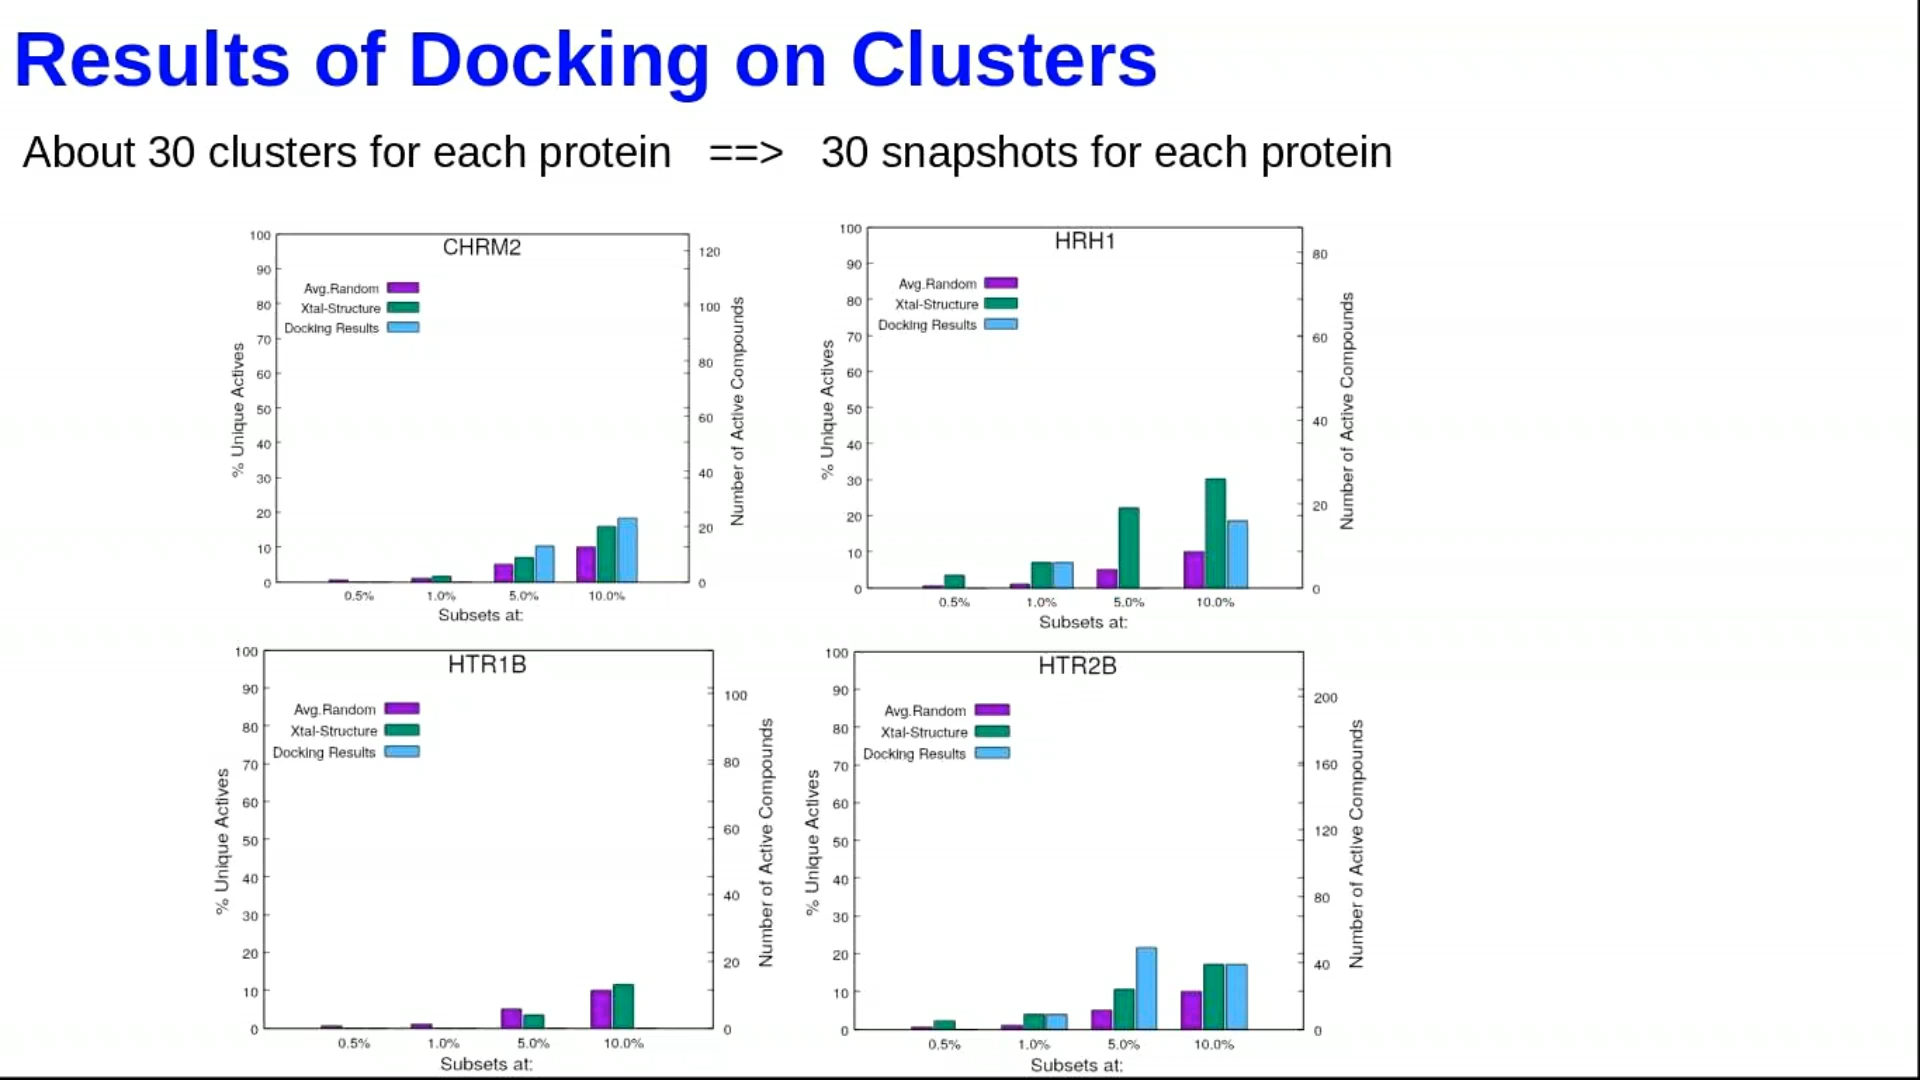 Results of Docking on Clusters
About 30 clusters for each protein ==> 30 snapshots for each protein
CHRM2
Avg.Random
Xtal-Structure
Docking Results
% Unique Actives
100
90
80
70
60
50
40
30
20
10
0
120
100
80
60
40
20
0
Number of Active Compounds
0.5% 1.0% 5.0% 10.0%
Subsets at:
HRH1
Avg.Random
Xtal-Structure
Docking Results
% Unique Actives
100
90
80
70
60
50
40
30
20
10
0
80
60
40
20
0
Number of Active Compounds
0.5% 1.0% 5.0% 10.0%
Subsets at:
HTR1B
Avg.Random
Xtal-Structure
Docking Results
% Unique Actives
100
90
80
70
60
50
40
30
20
10
0
100
80
60
40
20
0
Number of Active Compounds
0.5% 1.0% 5.0% 10.0%
Subsets at:
HTR2B
Avg.Random
Xtal-Structure
Docking Results
% Unique Actives
100
90
80
70
60
50
40
30
20
10
0
200
160
120
80
40
0
Number of Active Compounds
0.5% 1.0% 5.0% 10.0%
Subsets at: